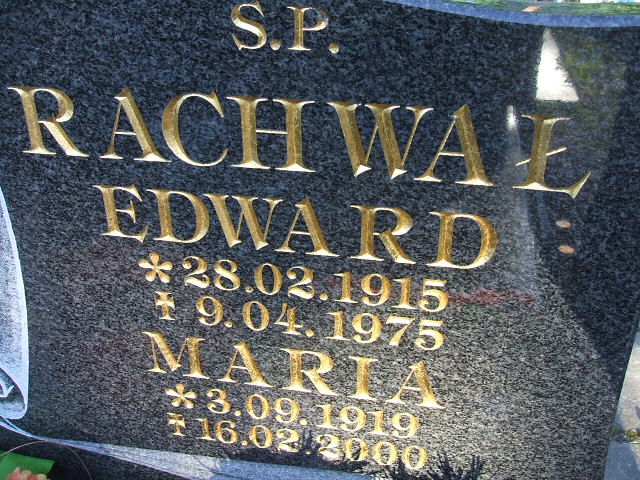 S.P.
RACHWAŁ
EDWARD
* 28.02.1915
† 9.04.1975
MARIA
* 3.09.1919
† 16.02.2000